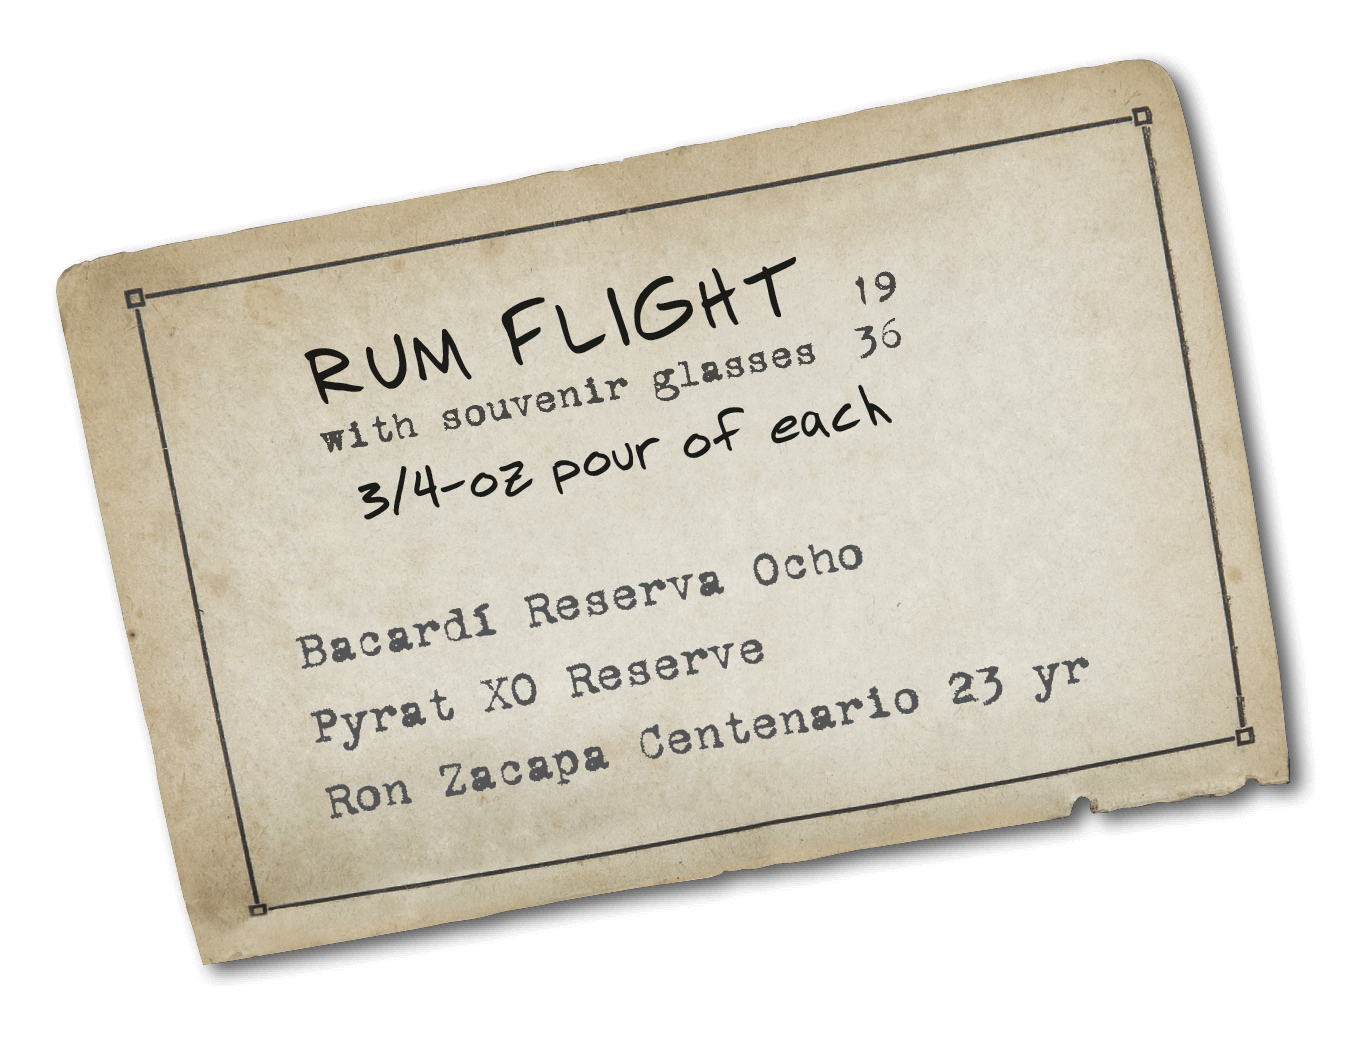 RUM FLIGHT 19
with souvenir glasses 36
3/4-oz pour of each
Bacardí Reserva Ocho
Pyrat XO Reserve
Ron Zacapa Centenario 23 yr